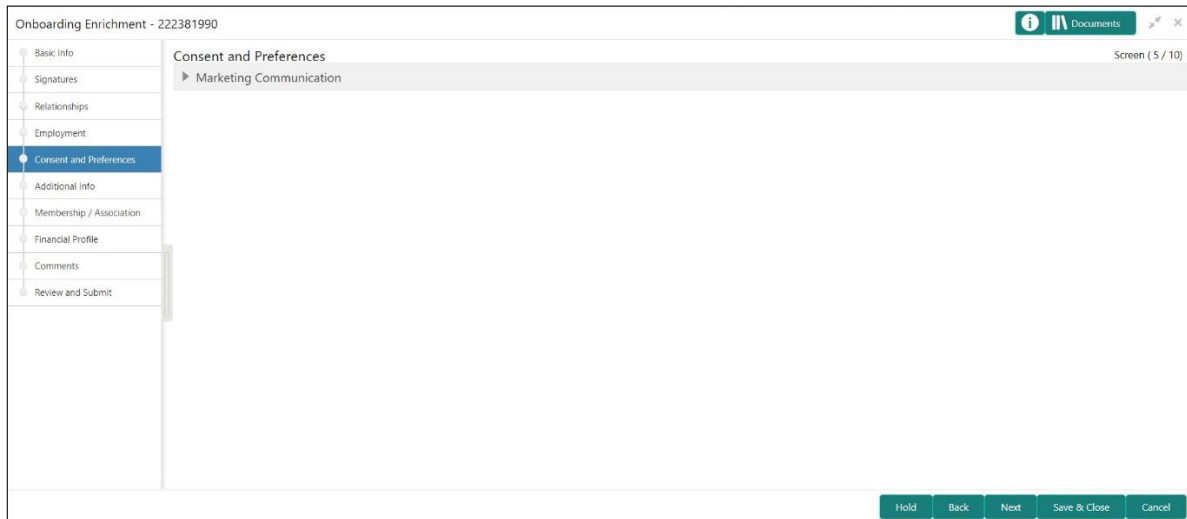 Onboarding Enrichment - 222381990
Documents
Basic Info
Signatures
Relationships
Employment
Consent and Preferences
Additional Info
Membership / Association
Financial Profile
Comments
Review and Submit
Consent and Preferences
Screen ( 5 / 10)
Marketing Communication
Hold
Back
Next
Save & Close
Cancel